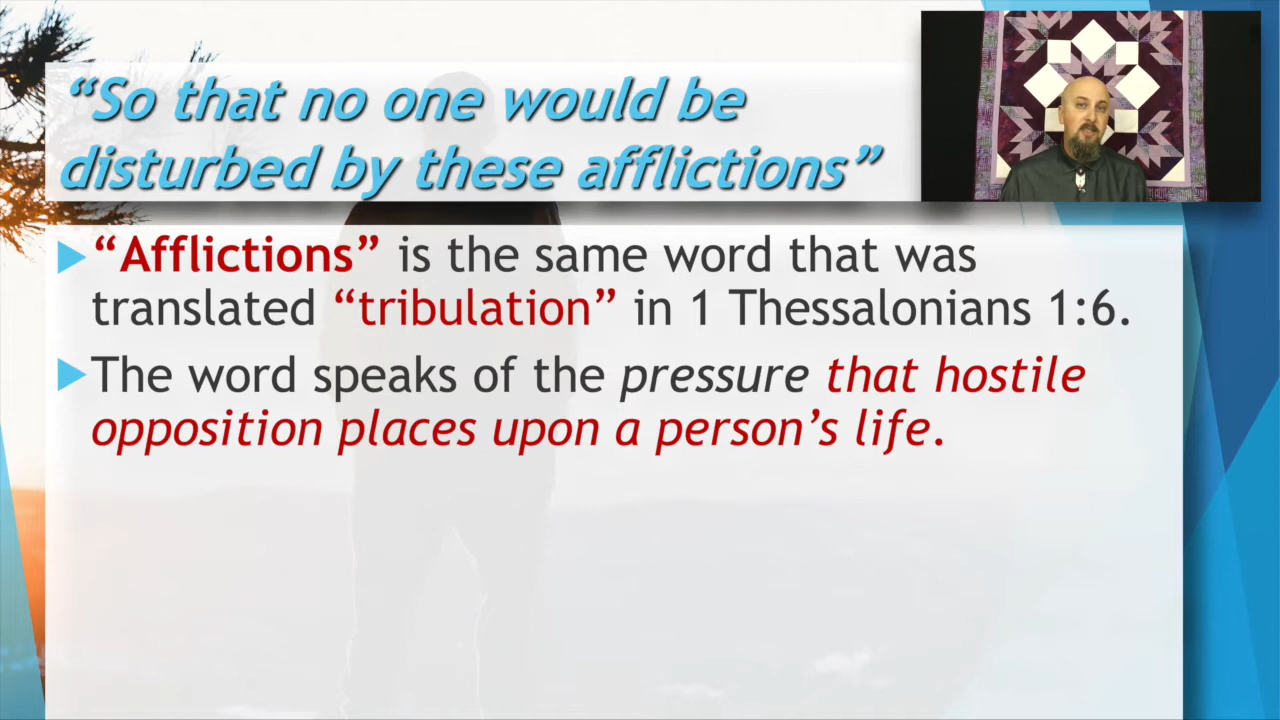 “So that no one would be
disturbed by these afflictions”
“Afflictions” is the same word that was
translated “tribulation” in 1 Thessalonians 1:6.
The word speaks of the pressure that hostile
opposition places upon a person’s life.